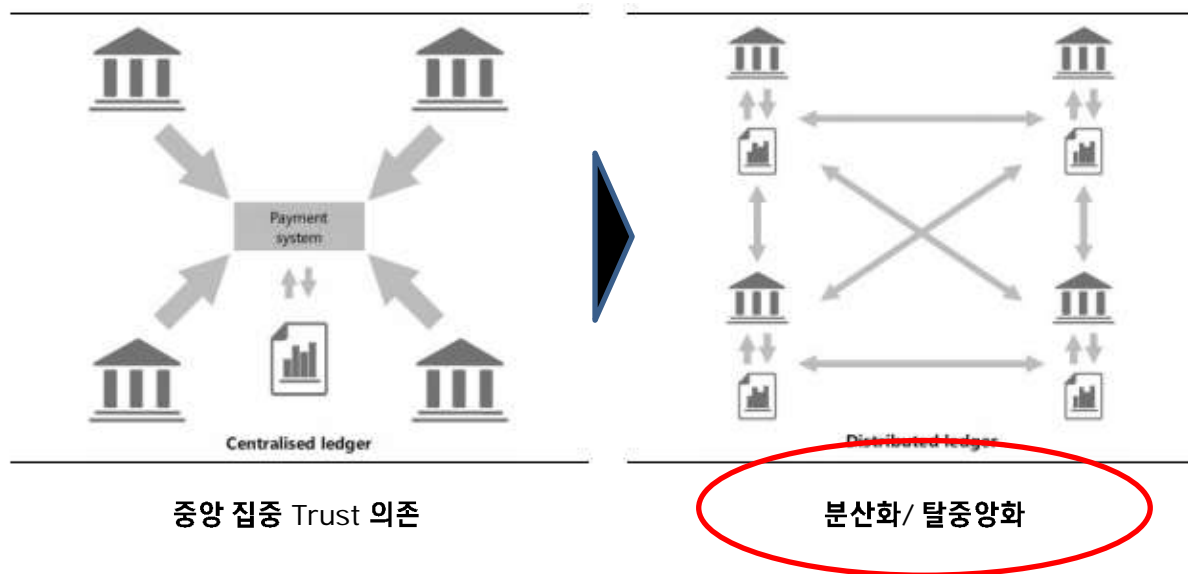 Payment
system
Centralised ledger
Distributed ledger
중앙 집중 Trust 의존
분산화/ 탈중앙화